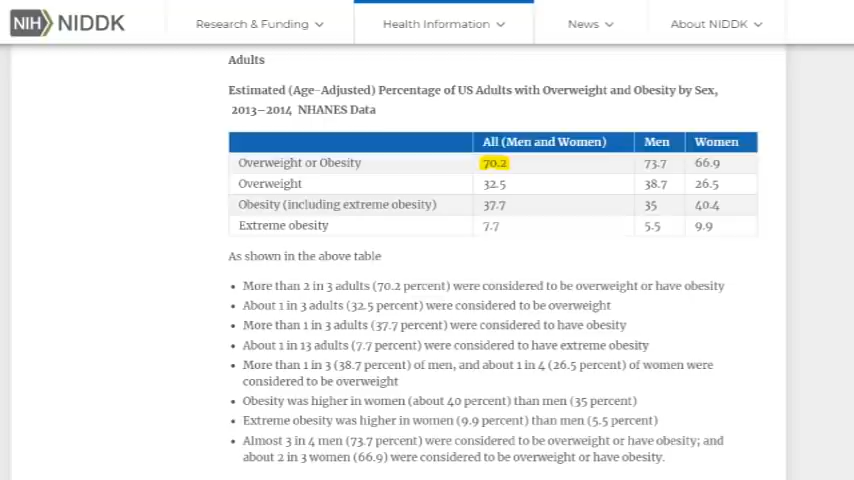 NIH NIDDK Research & Funding Health Information News About NIDDK
Adults
Estimated (Age-Adjusted) Percentage of US Adults with Overweight and Obesity by Sex,
2013–2014 NHANES Data
All (Men and Women) Men Women
Overweight or Obesity 70.2 73.7 66.9
Overweight 32.5 38.7 26.5
Obesity (including extreme obesity) 37.7 35 40.4
Extreme obesity 7.7 5.5 9.9
As shown in the above table
• More than 2 in 3 adults (70.2 percent) were considered to be overweight or have obesity
• About 1 in 3 adults (32.5 percent) were considered to be overweight
• More than 1 in 3 adults (37.7 percent) were considered to have obesity
• About 1 in 13 adults (7.7 percent) were considered to have extreme obesity
• More than 1 in 3 (38.7 percent) of men, and about 1 in 4 (26.5 percent) of women were
considered to be overweight
• Obesity was higher in women (about 40 percent) than men (35 percent)
• Extreme obesity was higher in women (9.9 percent) than men (5.5 percent)
• Almost 3 in 4 men (73.7 percent) were considered to be overweight or have obesity; and
about 2 in 3 women (66.9) were considered to be overweight or have obesity.